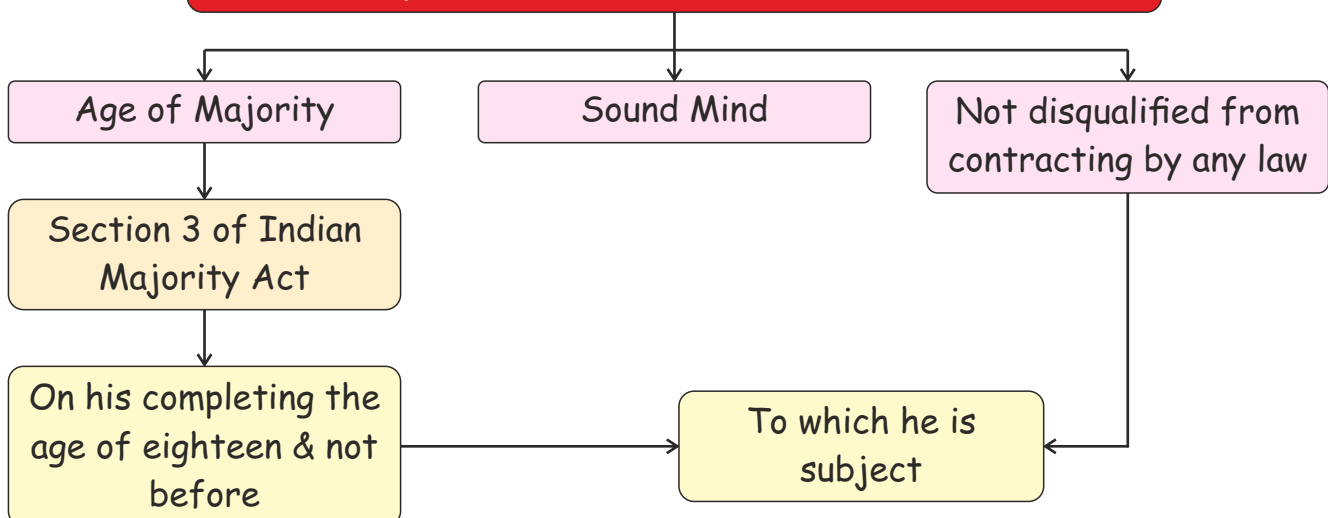 Age of Majority
Sound Mind
Not disqualified from
contracting by any law
Section 3 of Indian
Majority Act
On his completing the
age of eighteen & not
before
To which he is
subject